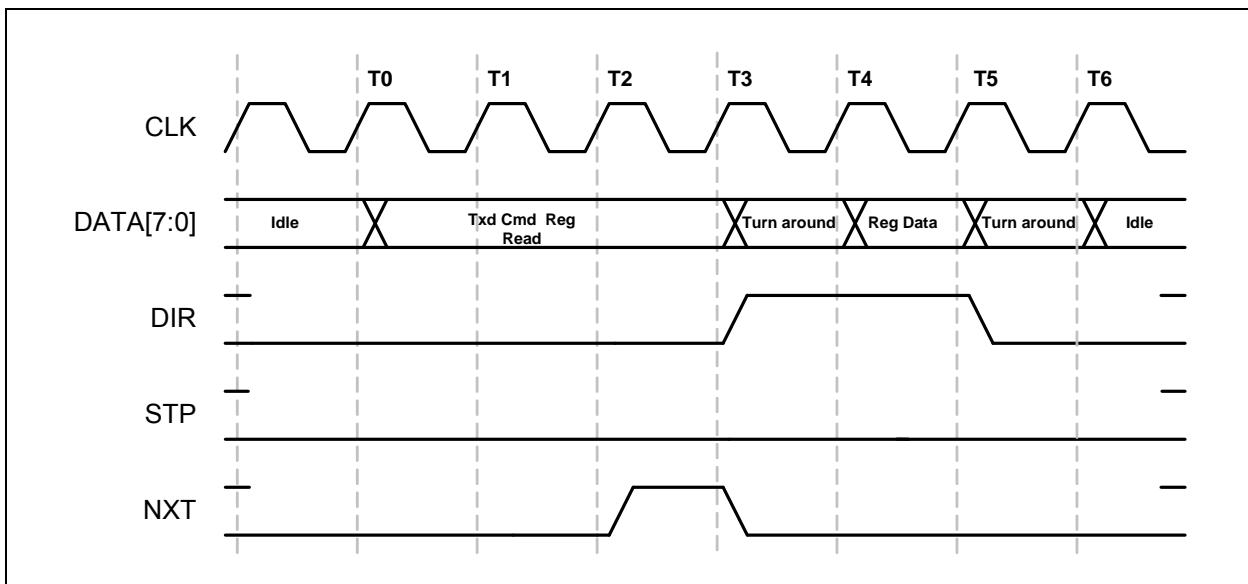 T0 T1 T2 T3 T4 T5 T6
CLK
DATA[7:0]
Idle
Txd Cmd Reg
Read
Turn around
Reg Data
Turn around
Idle
DIR
STP
NXT